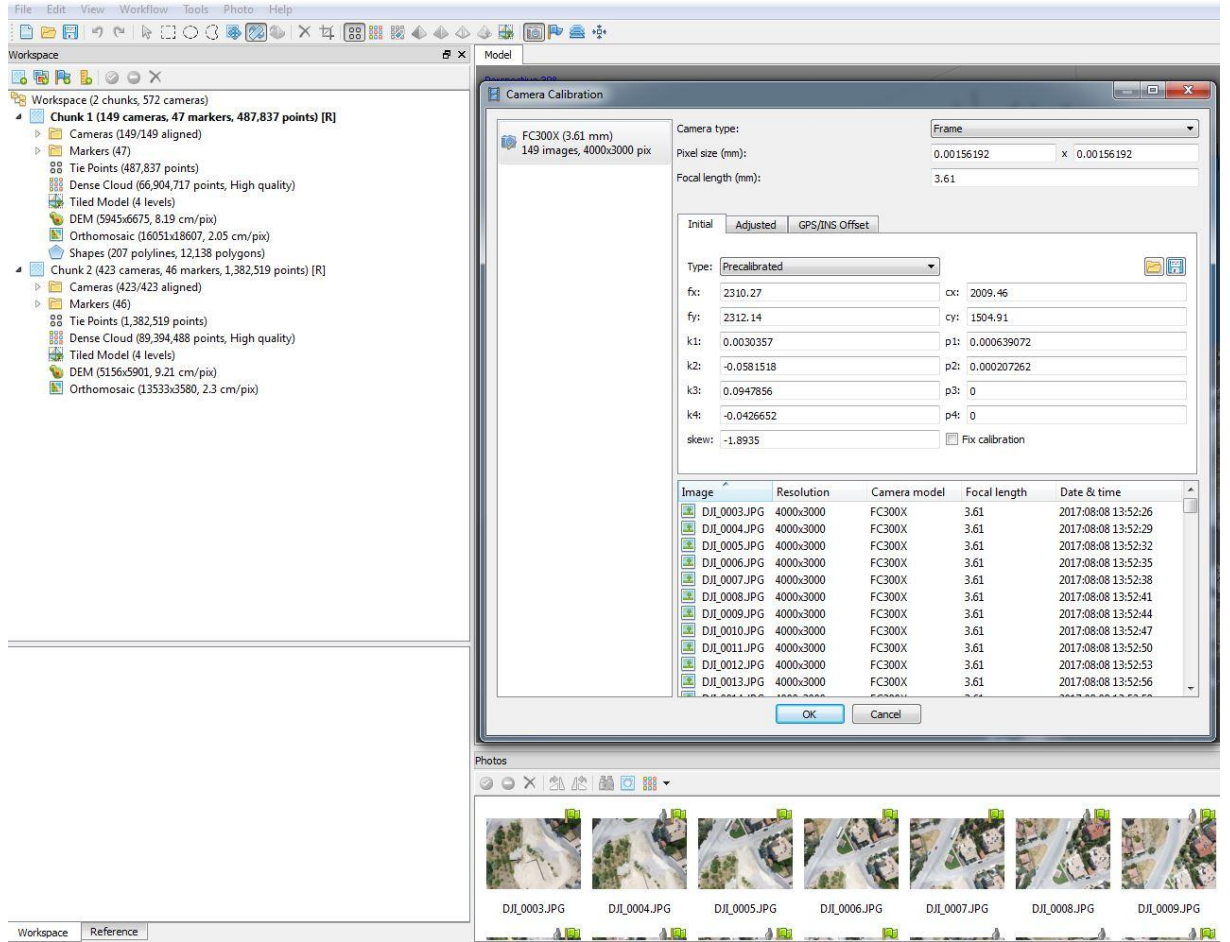 File Edit View Workflow Tools Photo Help
Workspace
Workspace (2 chunks, 572 cameras)
Chunk 1 (149 cameras, 47 markers, 487,837 points) [R]
Cameras (149/149 aligned)
Markers (47)
Tie Points (487,837 points)
Dense Cloud (66,904,717 points, High quality)
Tiled Model (4 levels)
DEM (5945x6675, 8.19 cm/pix)
Orthomosaic (16051x18607, 2.05 cm/pix)
Shapes (207 polylines, 12,138 polygons)
Chunk 2 (423 cameras, 46 markers, 1,382,519 points) [R]
Cameras (423/423 aligned)
Markers (46)
Tie Points (1,382,519 points)
Dense Cloud (89,394,488 points, High quality)
Tiled Model (4 levels)
DEM (5156x5901, 9.21 cm/pix)
Orthomosaic (13533x3580, 2.3 cm/pix)
Workspace Reference
Model
Camera Calibration
FC300X (3.61 mm)
149 images, 4000x3000 pix
Camera type: Frame
Pixel size (mm): 0.00156192 x 0.00156192
Focal length (mm): 3.61
Initial Adjusted GPS/INS Offset
Type: Precalibrated
fx: 2310.27 cx: 2009.46
fy: 2312.14 cy: 1504.91
k1: 0.0030357 p1: 0.000639072
k2: -0.0581518 p2: 0.000207262
k3: 0.0947856 p3: 0
k4: -0.0426652 p4: 0
skew: -1.8935 Fix calibration
Image Resolution Camera model Focal length Date & time
DJI_0003.JPG 4000x3000 FC300X 3.61 2017:08:08 13:52:26
DJI_0004.JPG 4000x3000 FC300X 3.61 2017:08:08 13:52:29
DJI_0005.JPG 4000x3000 FC300X 3.61 2017:08:08 13:52:32
DJI_0006.JPG 4000x3000 FC300X 3.61 2017:08:08 13:52:35
DJI_0007.JPG 4000x3000 FC300X 3.61 2017:08:08 13:52:38
DJI_0008.JPG 4000x3000 FC300X 3.61 2017:08:08 13:52:41
DJI_0009.JPG 4000x3000 FC300X 3.61 2017:08:08 13:52:44
DJI_0010.JPG 4000x3000 FC300X 3.61 2017:08:08 13:52:47
DJI_0011.JPG 4000x3000 FC300X 3.61 2017:08:08 13:52:50
DJI_0012.JPG 4000x3000 FC300X 3.61 2017:08:08 13:52:53
DJI_0013.JPG 4000x3000 FC300X 3.61 2017:08:08 13:52:56
OK Cancel
Photos
DJI_0003.JPG DJI_0004.JPG DJI_0005.JPG DJI_0006.JPG DJI_0007.JPG DJI_0008.JPG DJI_0009.JPG